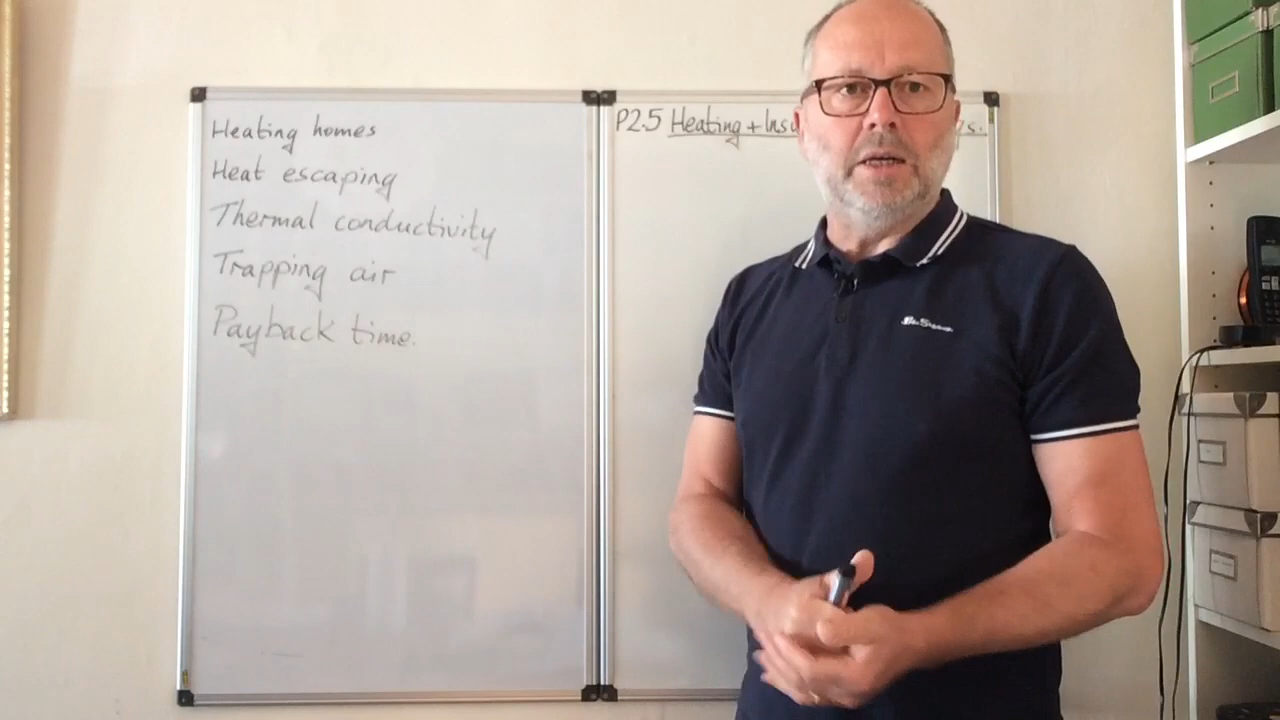 Heating homes
Heat escaping
Thermal conductivity
Trapping air
Payback time.
P2.5 Heating + Insu